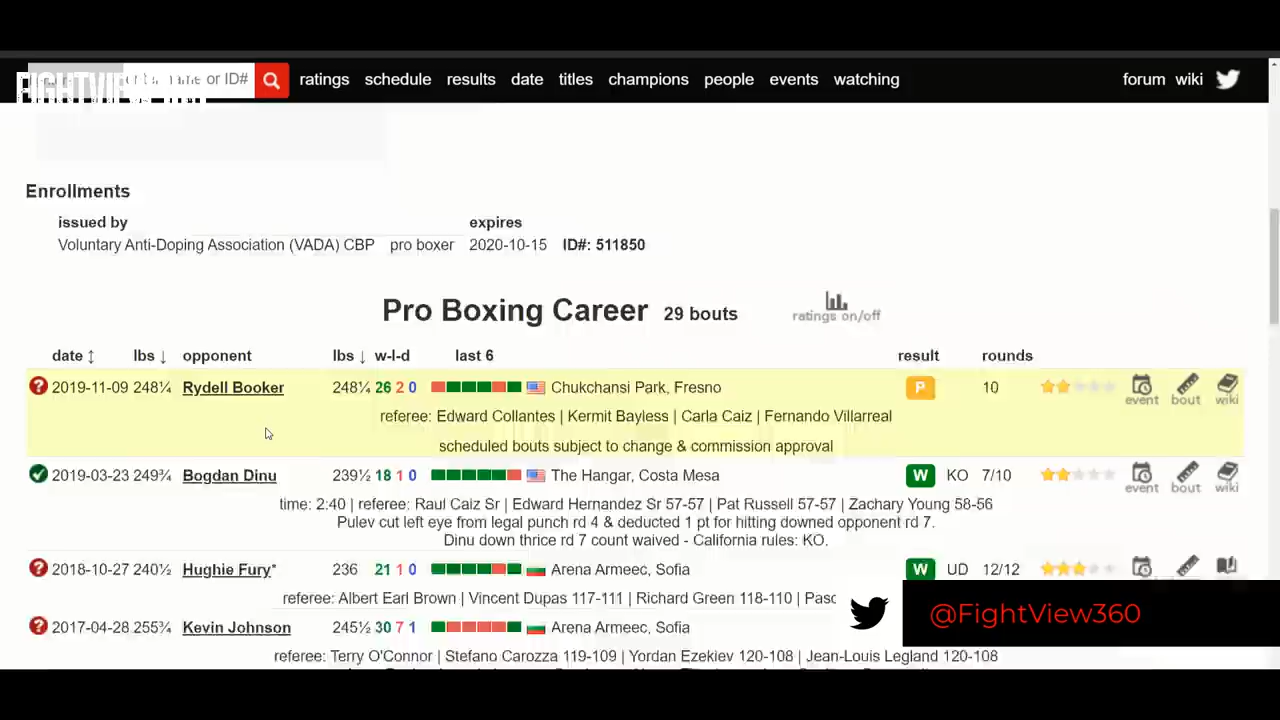 FIGHTVIEW
name or ID# ratings schedule results date titles champions people events watching forum wiki
Enrollments
issued by expires
Voluntary Anti-Doping Association (VADA) CBP pro boxer 2020-10-15 ID#: 511850
Pro Boxing Career 29 bouts ratings on/off
date ↕ lbs ↓ opponent lbs ↓ w-l-d last 6 result rounds
2019-11-09 248¼ Rydell Booker 248¼ 26 2 0 Chukchansi Park, Fresno P 10 event bout wiki
referee: Edward Collantes | Kermit Bayless | Carla Caiz | Fernando Villarreal
scheduled bouts subject to change & commission approval
2019-03-23 249¾ Bogdan Dinu 239½ 18 1 0 The Hangar, Costa Mesa W KO 7/10 event bout wiki
time: 2:40 | referee: Raul Caiz Sr | Edward Hernandez Sr 57-57 | Pat Russell 57-57 | Zachary Young 58-56
Pulev cut left eye from legal punch rd 4 & deducted 1 pt for hitting downed opponent rd 7.
Dinu down thrice rd 7 count waived - California rules: KO.
2018-10-27 240½ Hughie Fury* 236 21 1 0 Arena Armeec, Sofia W UD 12/12
referee: Albert Earl Brown | Vincent Dupas 117-111 | Richard Green 118-110 |
@FightView360
2017-04-28 255¾ Kevin Johnson 245½ 30 7 1 Arena Armeec, Sofia
referee: Terry O'Connor | Stefano Carozza 119-109 | Yordan Ezekiev 120-108 | Jean-Louis Legland 120-108